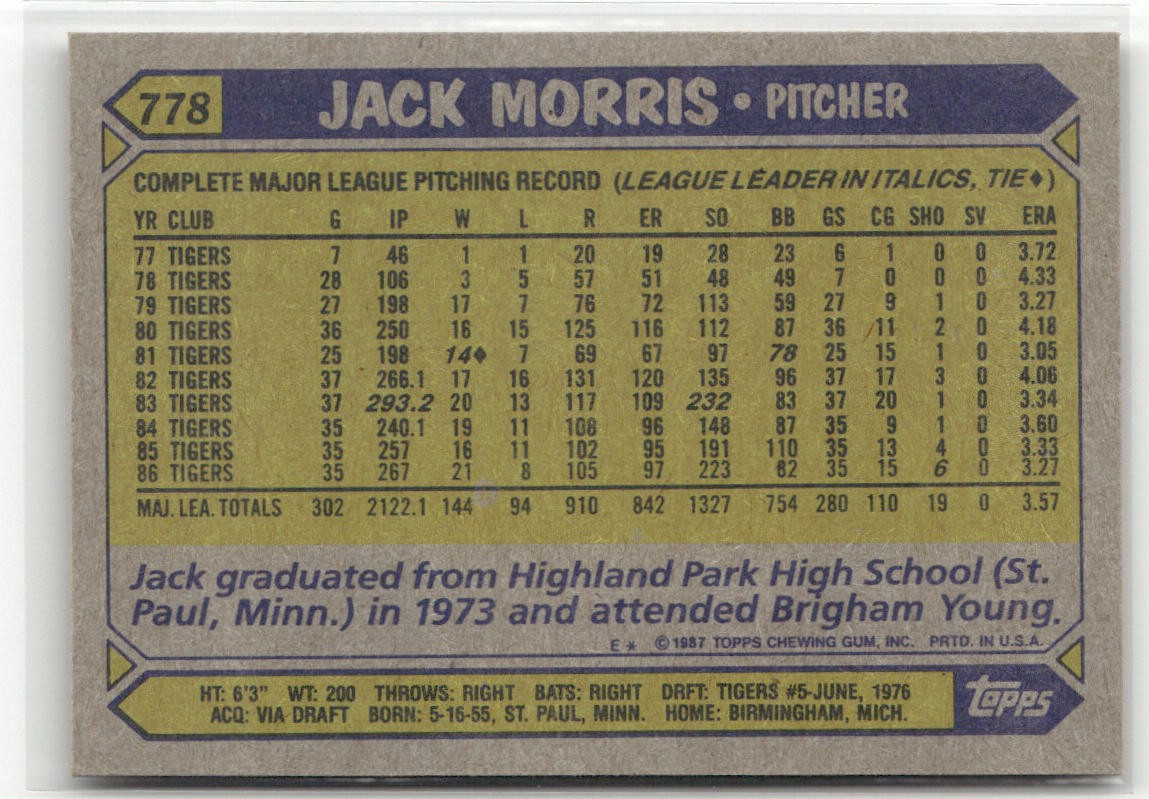 778 JACK MORRIS • PITCHER
COMPLETE MAJOR LEAGUE PITCHING RECORD (LEAGUE LEADER IN ITALICS, TIE♦)
YR CLUB G IP W L R ER SO BB GS CG SHO SV ERA
77 TIGERS 7 46 1 1 20 19 28 23 6 1 0 0 3.72
78 TIGERS 28 106 3 5 57 51 48 49 7 0 0 0 4.33
79 TIGERS 27 198 17 7 76 72 113 59 27 9 1 0 3.27
80 TIGERS 36 250 16 15 125 116 112 87 36 11 2 0 4.18
81 TIGERS 25 198 14♦ 7 69 67 97 78 25 15 1 0 3.05
82 TIGERS 37 266.1 17 16 131 120 135 96 37 17 3 0 4.06
83 TIGERS 37 293.2 20 13 117 109 232 83 37 20 1 0 3.34
84 TIGERS 35 240.1 19 11 108 96 148 87 35 9 1 0 3.60
85 TIGERS 35 257 16 11 102 95 191 110 35 13 4 0 3.33
86 TIGERS 35 267 21 8 105 97 223 82 35 15 6 0 3.27
MAJ. LEA. TOTALS 302 2122.1 144 94 910 842 1327 754 280 110 19 0 3.57
Jack graduated from Highland Park High School (St.
Paul, Minn.) in 1973 and attended Brigham Young.
E * © 1987 TOPPS CHEWING GUM, INC. PRTD. IN U.S.A.
HT: 6'3" WT: 200 THROWS: RIGHT BATS: RIGHT DRFT: TIGERS #5-JUNE, 1976
ACQ: VIA DRAFT BORN: 5-16-55, ST. PAUL, MINN. HOME: BIRMINGHAM, MICH.
topps